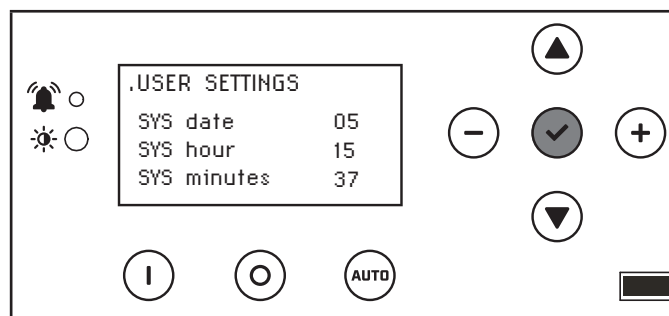 .USER SETTINGS
SYS date 05
SYS hour 15
SYS minutes 37
AUTO